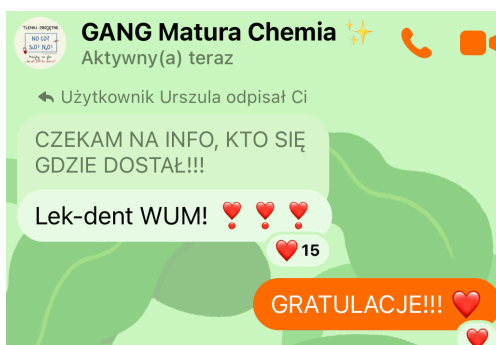 GANG Matura Chemia ✨
Aktywny(a) teraz
Użytkownik Urszula odpisał Ci
CZEKAM NA INFO, KTO SIĘ
GDZIE DOSTAŁ!!!
Lek-dent WUM! ❣️ ❣️ ❣️
❤️ 15
GRATULACJE!!! ❤️